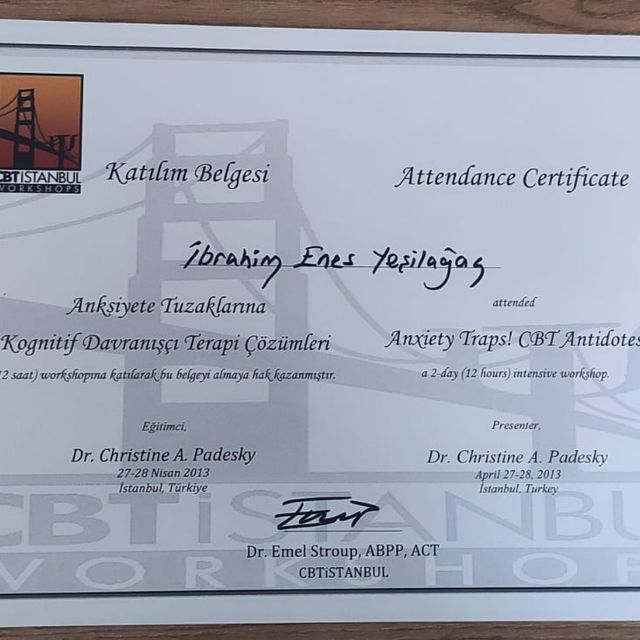 CBTİSTANBUL
WORKSHOPS
Katılım Belgesi
Attendance Certificate
İbrahim Enes Yeşilağaç
Anksiyete Tuzaklarına
attended
Kognitif Davranışçı Terapi Çözümleri
Anxiety Traps! CBT Antidotes
2 saat) workshopına katılarak bu belgeyi almaya hak kazanmıştır.
a 2-day (12 hours) intensive workshop.
Eğitimci,
Dr. Christine A. Padesky
27-28 Nisan 2013
İstanbul, Türkiye
Presenter,
Dr. Christine A. Padesky
April 27-28, 2013
İstanbul, Turkey
Dr. Emel Stroup, ABPP, ACT
CBTİSTANBUL
CBTİSTANBUL
WORKSHOP